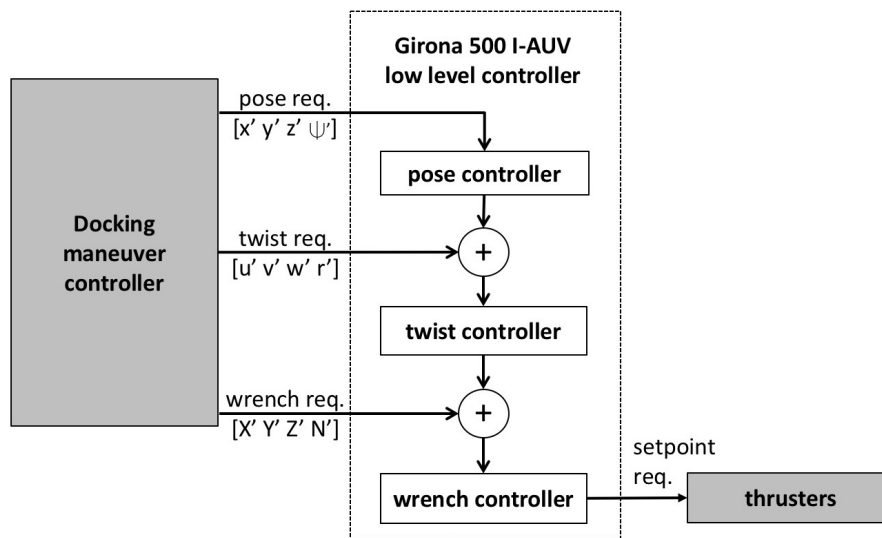 Girona 500 I-AUV
low level controller
pose req.
[x’ y’ z’ ψ’]
pose controller
Docking
maneuver
controller
twist req.
[u’ v’ w’ r’]
+
twist controller
wrench req.
[X’ Y’ Z’ N’]
+
wrench controller
setpoint
req.
thrusters